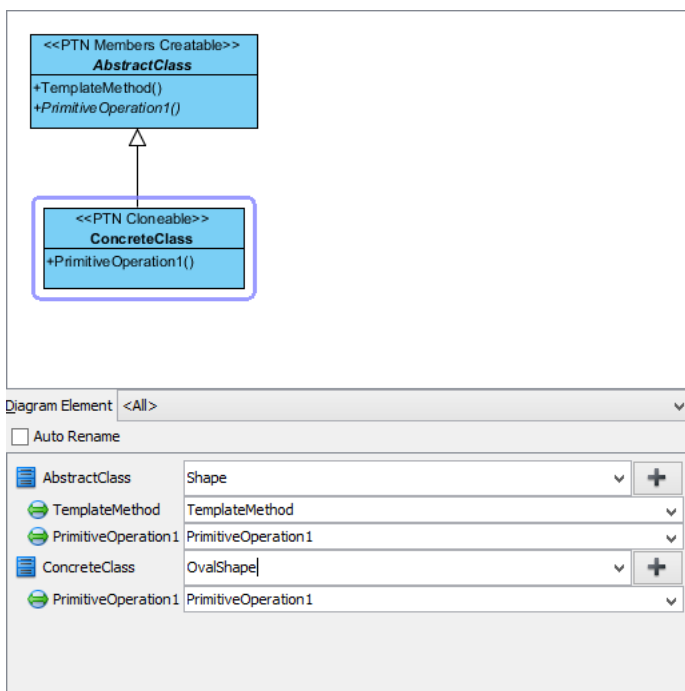 <<PTN Members Creatable>>
AbstractClass
+TemplateMethod()
+PrimitiveOperation1()
<<PTN Cloneable>>
ConcreteClass
+PrimitiveOperation1()
Diagram Element <All>
Auto Rename
AbstractClass Shape
TemplateMethod TemplateMethod
PrimitiveOperation1 PrimitiveOperation1
ConcreteClass OvalShape
PrimitiveOperation1 PrimitiveOperation1